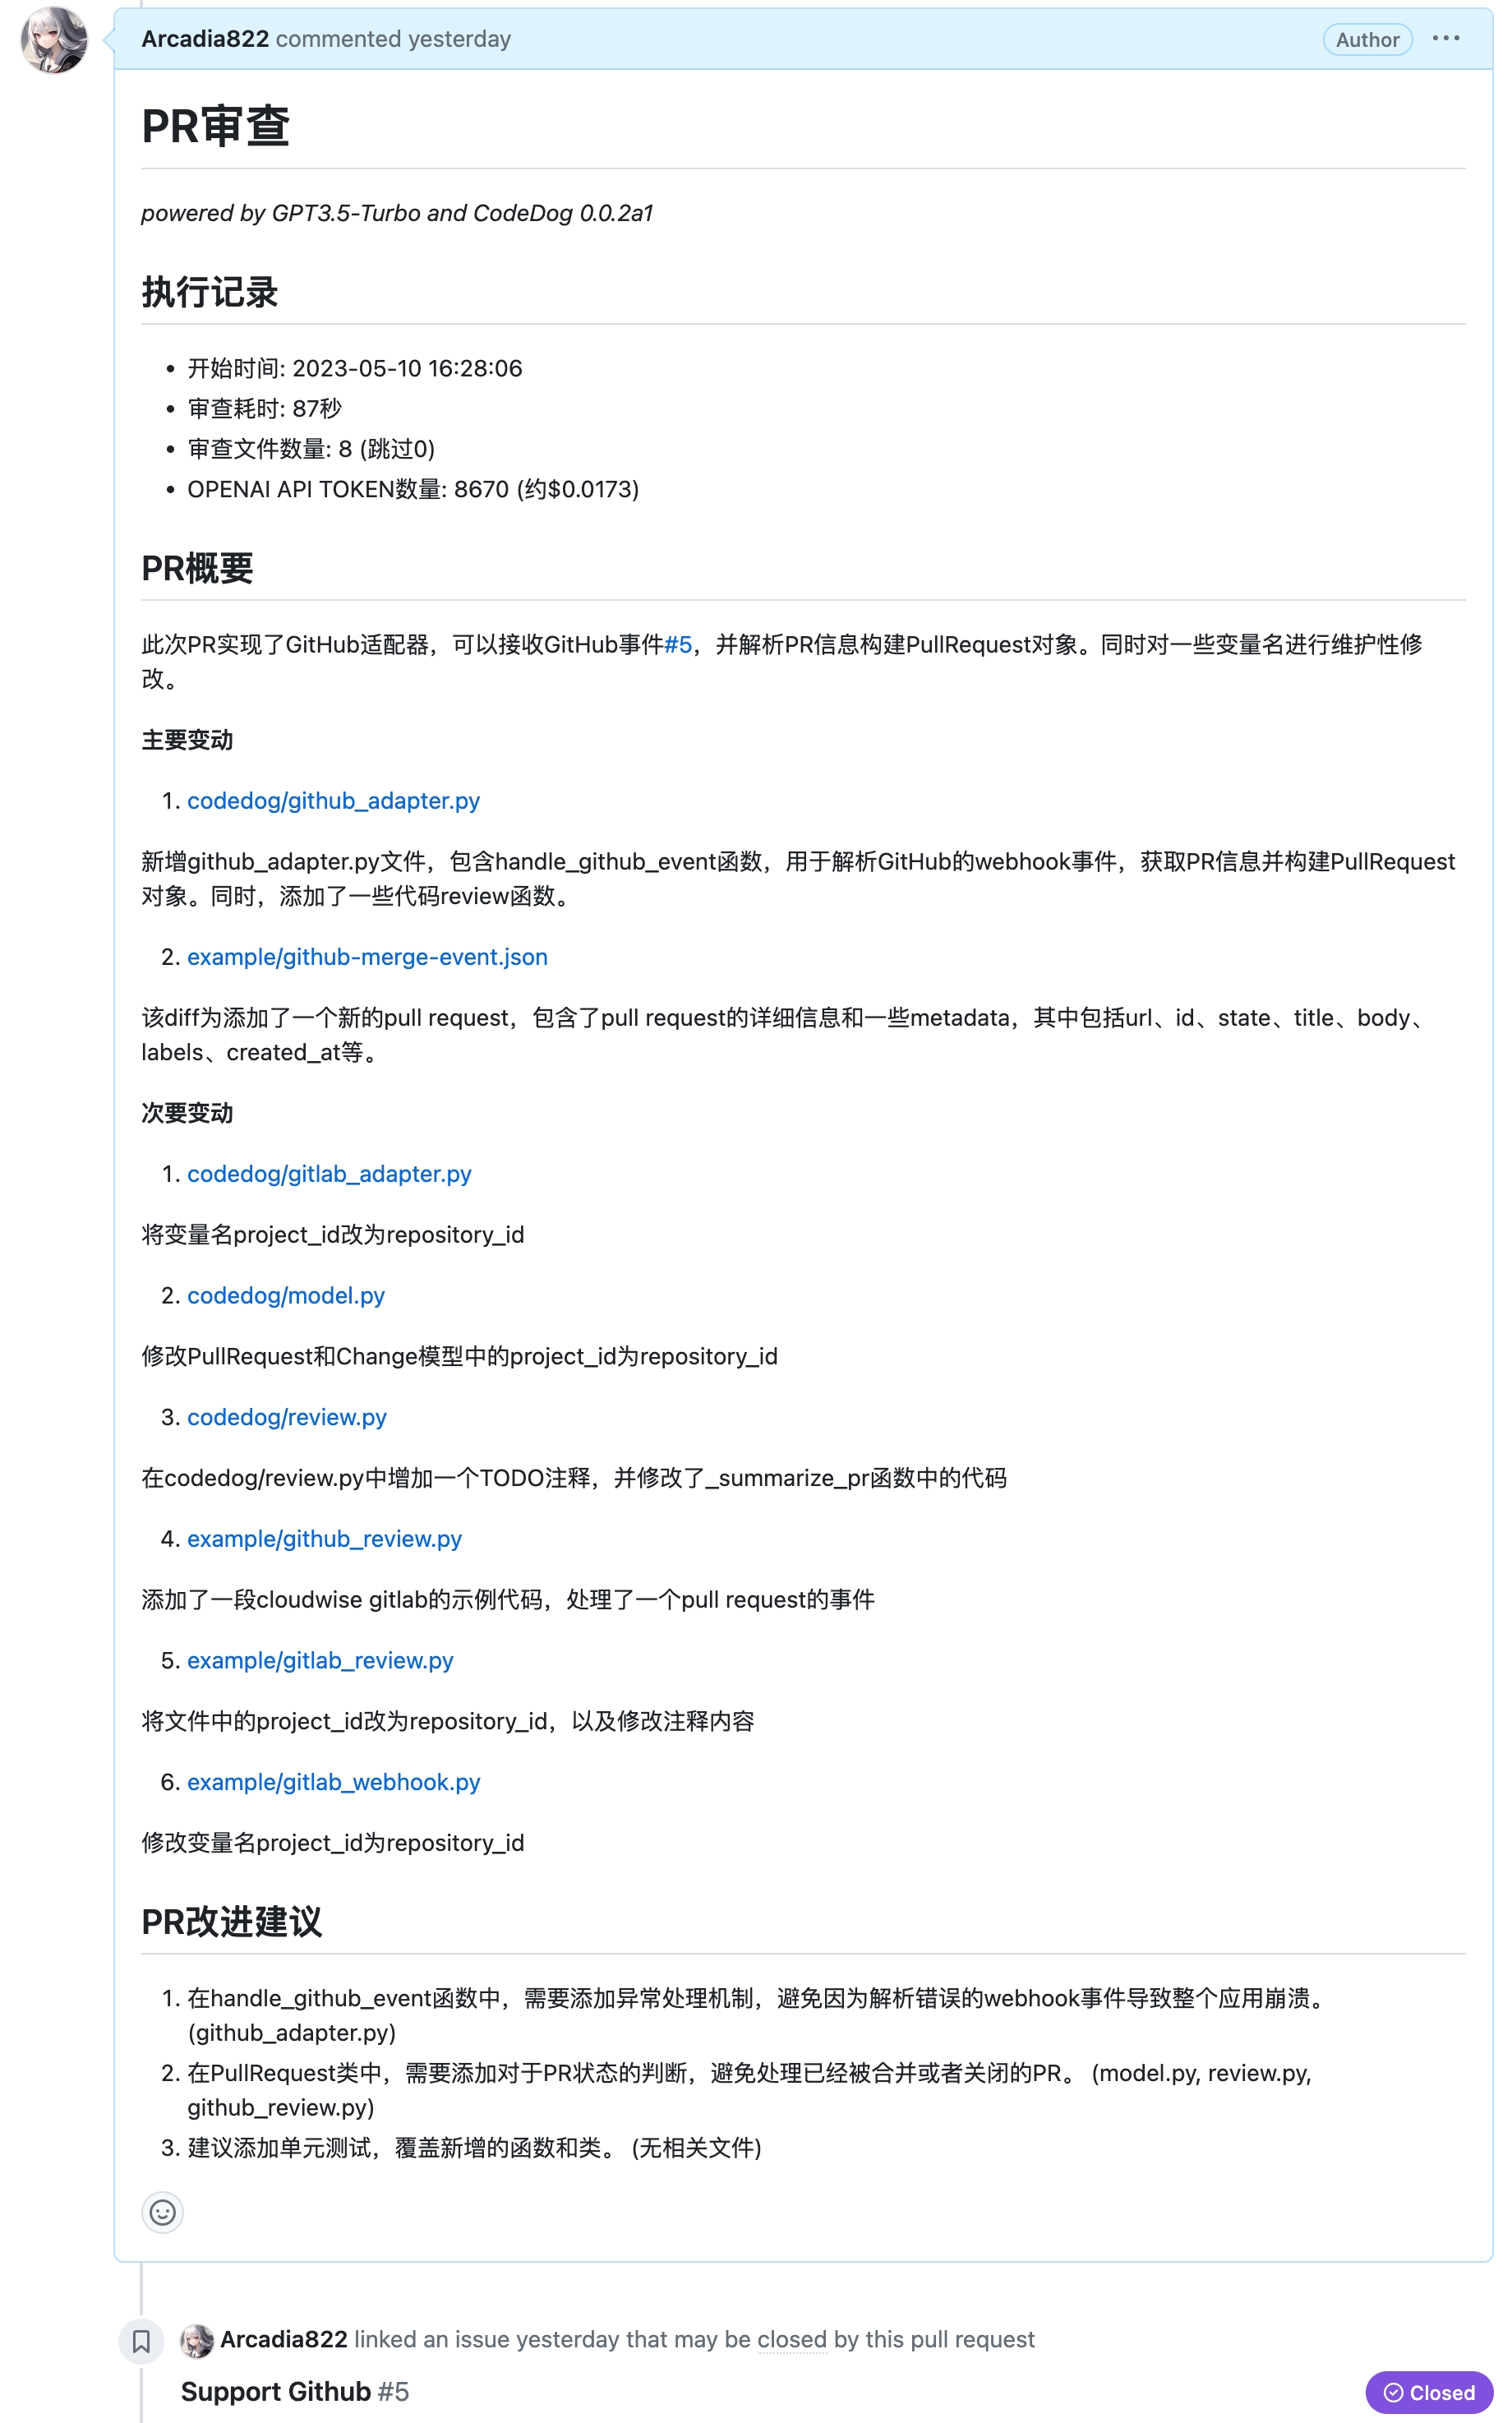 Arcadia822 commented yesterday
Author
PR审查
powered by GPT3.5-Turbo and CodeDog 0.0.2a1
执行记录
• 开始时间: 2023-05-10 16:28:06
• 审查耗时: 87秒
• 审查文件数量: 8 (跳过0)
• OPENAI API TOKEN数量: 8670 (约$0.0173)
PR概要
此次PR实现了GitHub适配器，可以接收GitHub事件#5，并解析PR信息构建PullRequest对象。同时对一些变量名进行维护性修
改。
主要变动
1. codedog/github_adapter.py
新增github_adapter.py文件，包含handle_github_event函数，用于解析GitHub的webhook事件，获取PR信息并构建PullRequest
对象。同时，添加了一些代码review函数。
2. example/github-merge-event.json
该diff为添加了一个新的pull request，包含了pull request的详细信息和一些metadata，其中包括url、id、state、title、body、
labels、created_at等。
次要变动
1. codedog/gitlab_adapter.py
将变量名project_id改为repository_id
2. codedog/model.py
修改PullRequest和Change模型中的project_id为repository_id
3. codedog/review.py
在codedog/review.py中增加一个TODO注释，并修改了_summarize_pr函数中的代码
4. example/github_review.py
添加了一段cloudwise gitlab的示例代码，处理了一个pull request的事件
5. example/gitlab_review.py
将文件中的project_id改为repository_id，以及修改注释内容
6. example/gitlab_webhook.py
修改变量名project_id为repository_id
PR改进建议
1. 在handle_github_event函数中，需要添加异常处理机制，避免因为解析错误的webhook事件导致整个应用崩溃。
(github_adapter.py)
2. 在PullRequest类中，需要添加对于PR状态的判断，避免处理已经被合并或者关闭的PR。 (model.py, review.py,
github_review.py)
3. 建议添加单元测试，覆盖新增的函数和类。 (无相关文件)
Arcadia822 linked an issue yesterday that may be closed by this pull request
Support Github #5
Closed